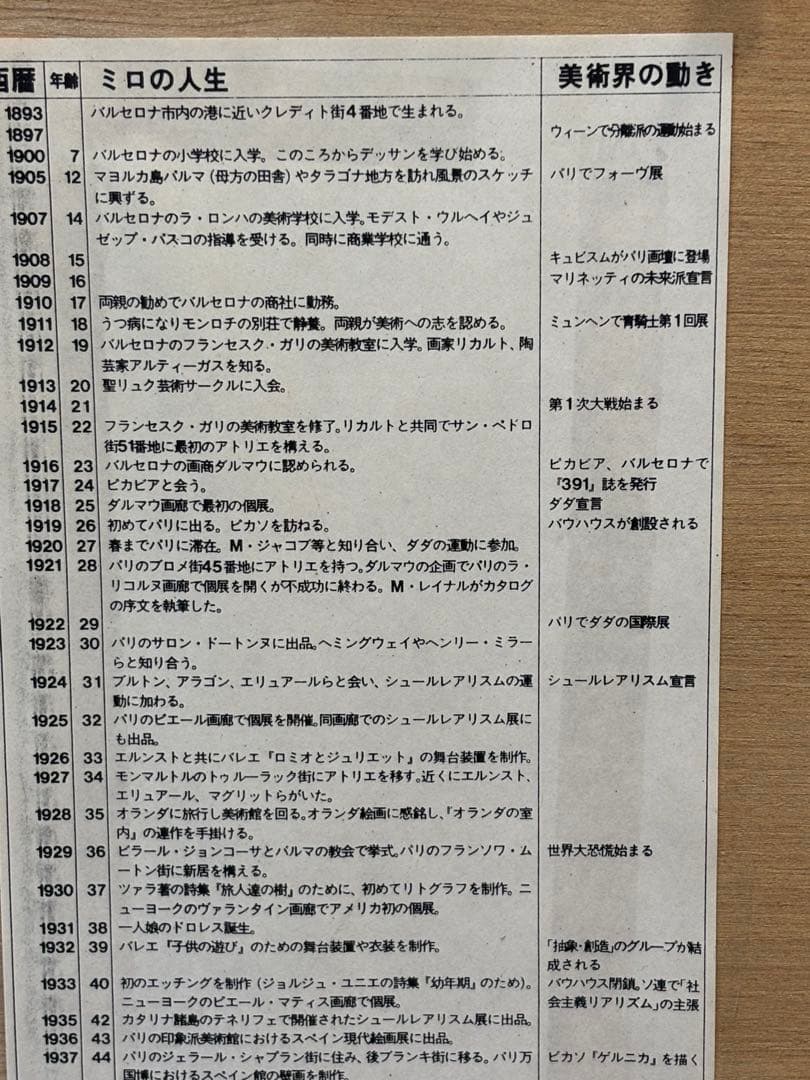 西暦 年齢 ミロの人生 美術界の動き
1893 バルセロナ市内の港に近いクレディト街4番地で生まれる。
1897 ウィーンで分離派の運動始まる
1900 7 バルセロナの小学校に入学。このころからデッサンを学び始める。
1905 12 マヨルカ島パルマ(母方の田舎)やタラゴナ地方を訪れ風景のスケッチ パリでフォーヴ展
に興ずる。
1907 14 バルセロナのラ・ロンハの美術学校に入学。モデスト・ウルヘイやジュ
ゼップ・パスコの指導を受ける。同時に商業学校に通う。
1908 15 キュビスムがパリ画壇に登場
1909 16 マリネッティの未来派宣言
1910 17 両親の勧めでバルセロナの商社に勤務。
1911 18 うつ病になりモンロチの別荘で静養。両親が美術への志を認める。 ミュンヘンで青騎士第1回展
1912 19 バルセロナのフランセスク・ガリの美術教室に入学。画家リカルト、陶
芸家アルティーガスを知る。
1913 20 聖リュク芸術サークルに入会。
1914 21 第1次大戦始まる
1915 22 フランセスク・ガリの美術教室を修了。リカルトと共同でサン・ペドロ
街51番地に最初のアトリエを構える。
1916 23 バルセロナの画商ダルマウに認められる。 ピカビア、バルセロナで
1917 24 ピカビアと会う。 『391』誌を発行
1918 25 ダルマウ画廊で最初の個展。 ダダ宣言
1919 26 初めてパリに出る。ピカソを訪ねる。 バウハウスが創設される
1920 27 春までパリに滞在。M・ジャコブ等と知り合い、ダダの運動に参加。
1921 28 パリのブロメ街45番地にアトリエを持つ。ダルマウの企画でパリのラ・
リコルヌ画廊で個展を開くが不成功に終わる。M・レイナルがカタログ
の序文を執筆した。
1922 29 パリでダダの国際展
1923 30 パリのサロン・ドートンヌに出品。ヘミングウェイやヘンリー・ミラー
らと知り合う。
1924 31 ブルトン、アラゴン、エリュアールらと会い、シュールレアリスムの運 シュールレアリスム宣言
動に加わる。
1925 32 パリのピエール画廊で個展を開催。同画廊でのシュールレアリスム展に
も出品。
1926 33 エルンストと共にバレエ『ロミオとジュリエット』の舞台装置を制作。
1927 34 モンマルトルのトゥルーラック街にアトリエを移す。近くにエルンスト、
エリュアール、マグリットらがいた。
1928 35 オランダに旅行し美術館を回る。オランダ絵画に感銘し、『オランダの室
内』の連作を手掛ける。
1929 36 ピラール・ジョンコーサとパルマの教会で挙式。パリのフランソワ・ム 世界大恐慌始まる
ートン街に新居を構える。
1930 37 ツァラ著の詩集『旅人達の樹』のために、初めてリトグラフを制作。ニ
ューヨークのヴァランタイン画廊でアメリカ初の個展。
1931 38 一人娘のドロレス誕生。
1932 39 バレエ『子供の遊び』のための舞台装置や衣装を制作。 「抽象・創造」のグループが結
成される
1933 40 初のエッチングを制作(ジョルジュ・ユニエの詩集『幼年期』のため)。 バウハウス閉鎖。ソ連で「社
ニューヨークのピエール・マティス画廊で個展。 会主義リアリズム」の主張
1935 42 カタリナ諸島のテネリフェで開催されたシュールレアリスム展に出品。
1936 43 パリの印象派美術館におけるスペイン現代絵画展に出品。
1937 44 パリのジェラール・シャブラン街に住み、後ブランキ街に移る。パリ万 ピカソ『ゲルニカ』を描く
国博におけるスペイン館の壁画を制作。